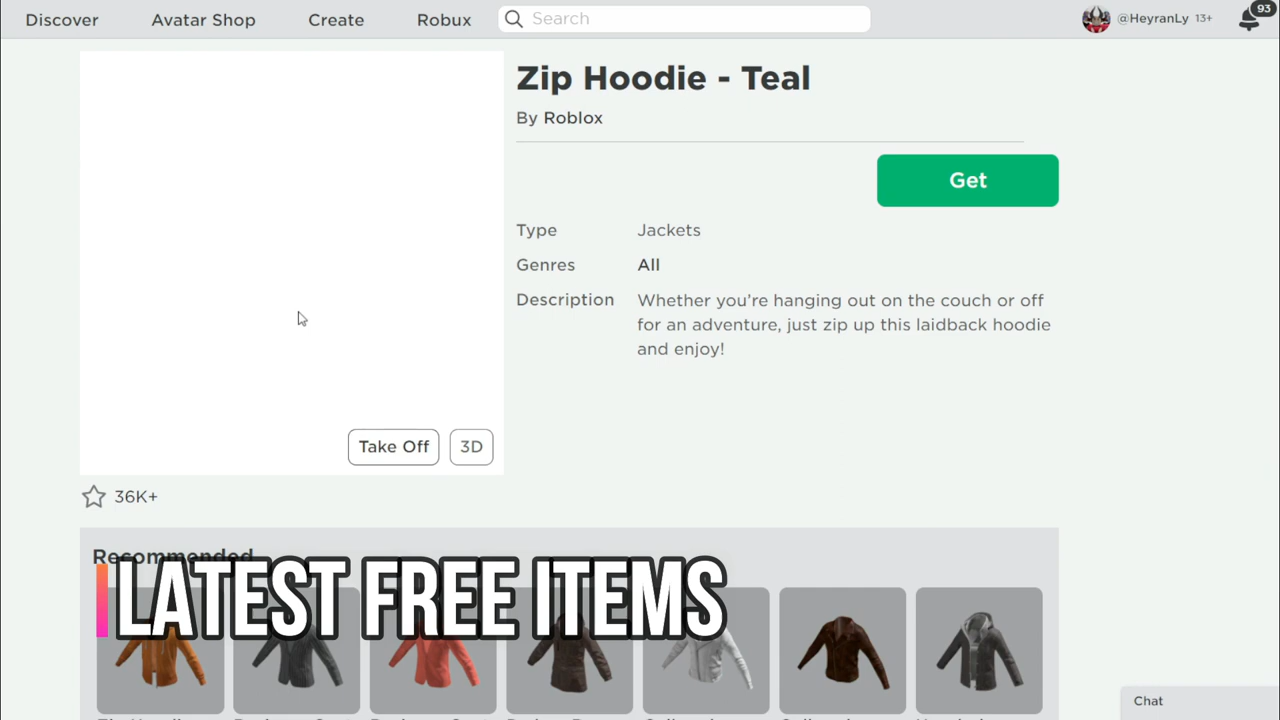 Discover Avatar Shop Create Robux Search @HeyranLy 13+ 93
Zip Hoodie - Teal
By Roblox
Get
Type Jackets
Genres All
Description Whether you're hanging out on the couch or off
for an adventure, just zip up this laidback hoodie
and enjoy!
Take Off 3D
36K+
Recommended
LATEST FREE ITEMS
Chat